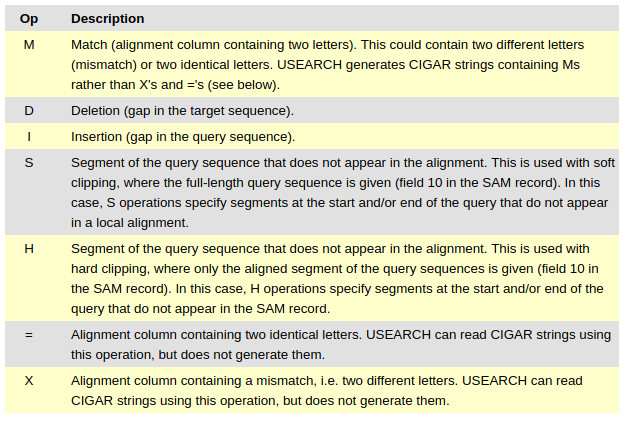 Op Description
M Match (alignment column containing two letters). This could contain two different letters
(mismatch) or two identical letters. USEARCH generates CIGAR strings containing Ms
rather than X's and ='s (see below).
D Deletion (gap in the target sequence).
I Insertion (gap in the query sequence).
S Segment of the query sequence that does not appear in the alignment. This is used with soft
clipping, where the full-length query sequence is given (field 10 in the SAM record). In this
case, S operations specify segments at the start and/or end of the query that do not appear
in a local alignment.
H Segment of the query sequence that does not appear in the alignment. This is used with
hard clipping, where only the aligned segment of the query sequences is given (field 10 in
the SAM record). In this case, H operations specify segments at the start and/or end of the
query that do not appear in the SAM record.
= Alignment column containing two identical letters. USEARCH can read CIGAR strings using
this operation, but does not generate them.
X Alignment column containing a mismatch, i.e. two different letters. USEARCH can read
CIGAR strings using this operation, but does not generate them.